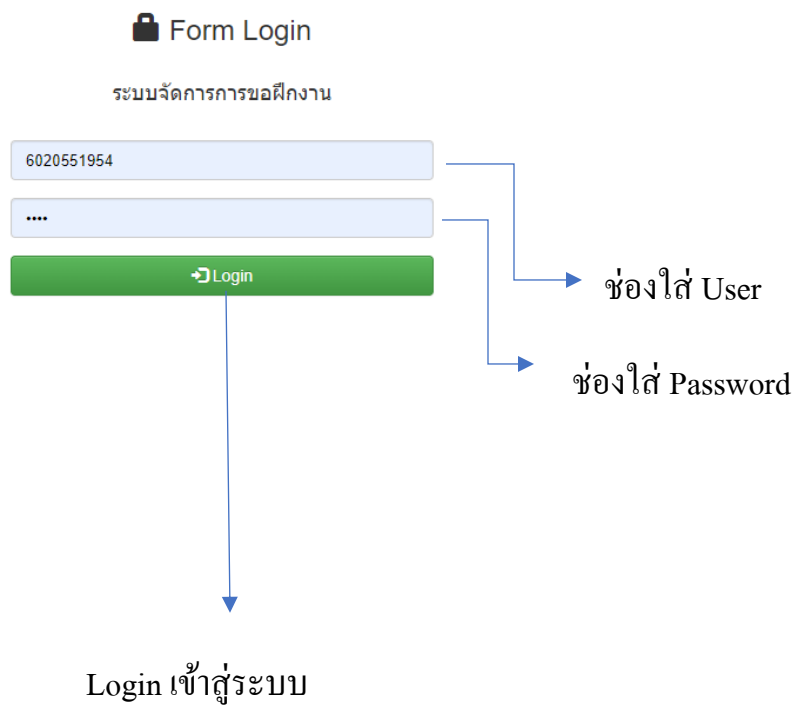 Form Login
ระบบจัดการการขอฝึกงาน
6020551954
••••
Login
ช่องใส่ User
ช่องใส่ Password
Login เข้าสู่ระบบ